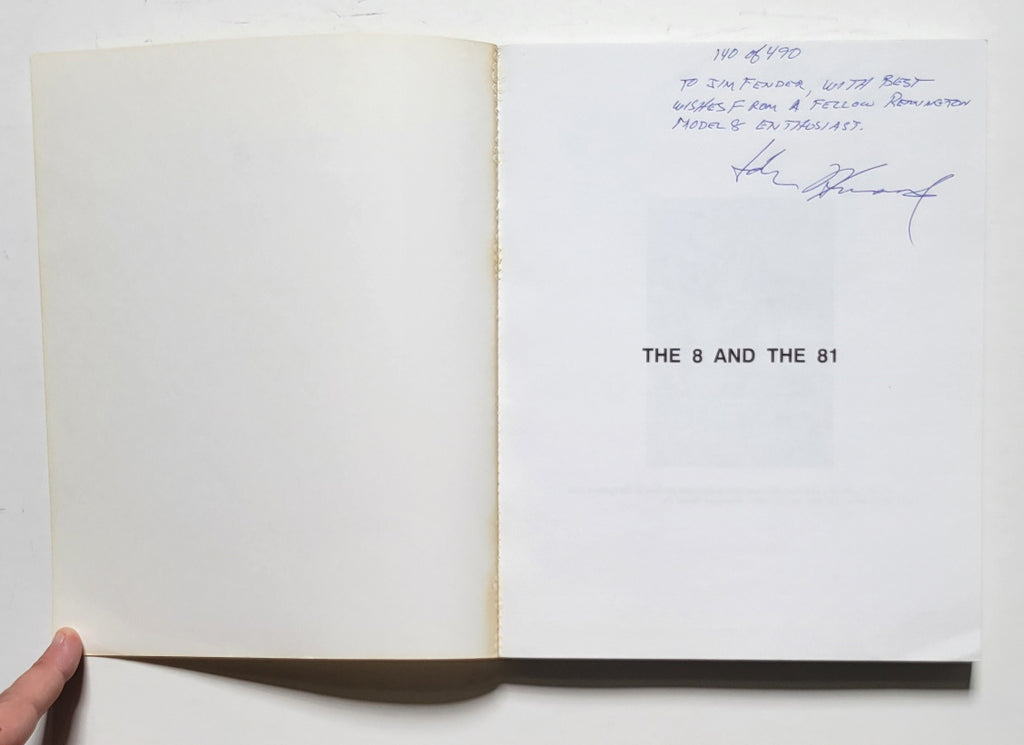 140 of 490
TO JIM FENDER, WITH BEST
WISHES FROM A FELLOW REMINGTON
MODEL 8 ENTHUSIAST.
John
THE 8 AND THE 81